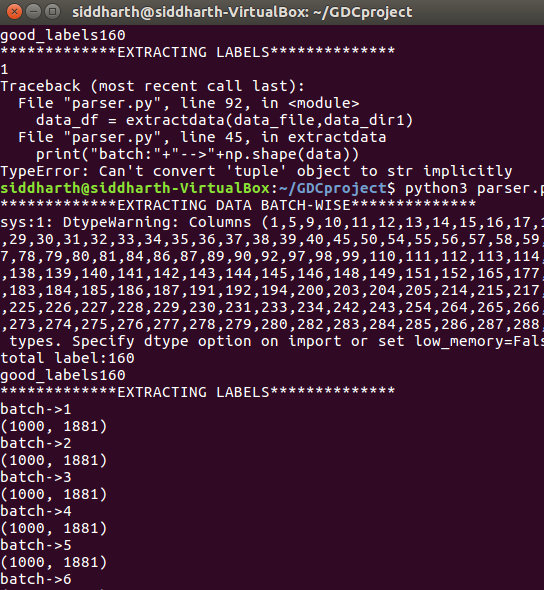 siddharth@siddharth-VirtualBox: ~/GDCproject
good_labels160
*************EXTRACTING LABELS**************
1
Traceback (most recent call last):
  File "parser.py", line 92, in <module>
    data_df = extractdata(data_file,data_dir1)
  File "parser.py", line 45, in extractdata
    print("batch:"+"-->"+np.shape(data))
TypeError: Can't convert 'tuple' object to str implicitly
siddharth@siddharth-VirtualBox:~/GDCproject$ python3 parser.p
*************EXTRACTING DATA BATCH-WISE**************
sys:1: DtypeWarning: Columns (1,5,9,10,11,12,13,14,15,16,17,1
,29,30,31,32,33,34,35,36,37,38,39,40,45,50,54,55,56,57,58,59,
7,78,79,80,81,84,86,87,89,90,92,97,98,99,110,111,112,113,114,
,138,139,140,141,142,143,144,145,146,148,149,151,152,165,177,
,183,184,185,186,187,191,192,194,200,203,204,205,214,215,217,
,225,226,227,228,229,230,231,233,234,242,243,254,264,265,266,
,273,274,275,276,277,278,279,280,282,283,284,285,286,287,288,
 types. Specify dtype option on import or set low_memory=Fals
total label:160
good_labels160
*************EXTRACTING LABELS**************
batch->1
(1000, 1881)
batch->2
(1000, 1881)
batch->3
(1000, 1881)
batch->4
(1000, 1881)
batch->5
(1000, 1881)
batch->6